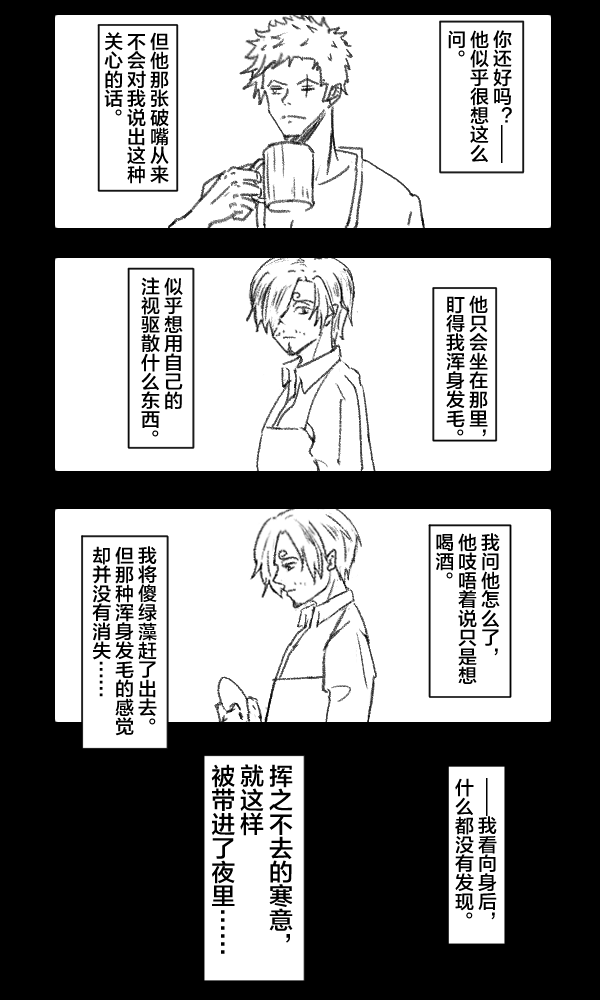 你还好吗？——
他似乎很想这么
问。
但他那张破嘴从来
不会对我说出这种
关心的话。
他只会坐在那里，
盯得我浑身发毛。
似乎想用自己的
注视驱散什么东西。
我问他怎么了，
他吱唔着说只是想
喝酒。
我将傻绿藻赶了出去。
但那种浑身发毛的感觉
却并没有消失……
——我看向身后，
什么都没有发现。
挥之不去的寒意，
就这样
被带进了夜里……